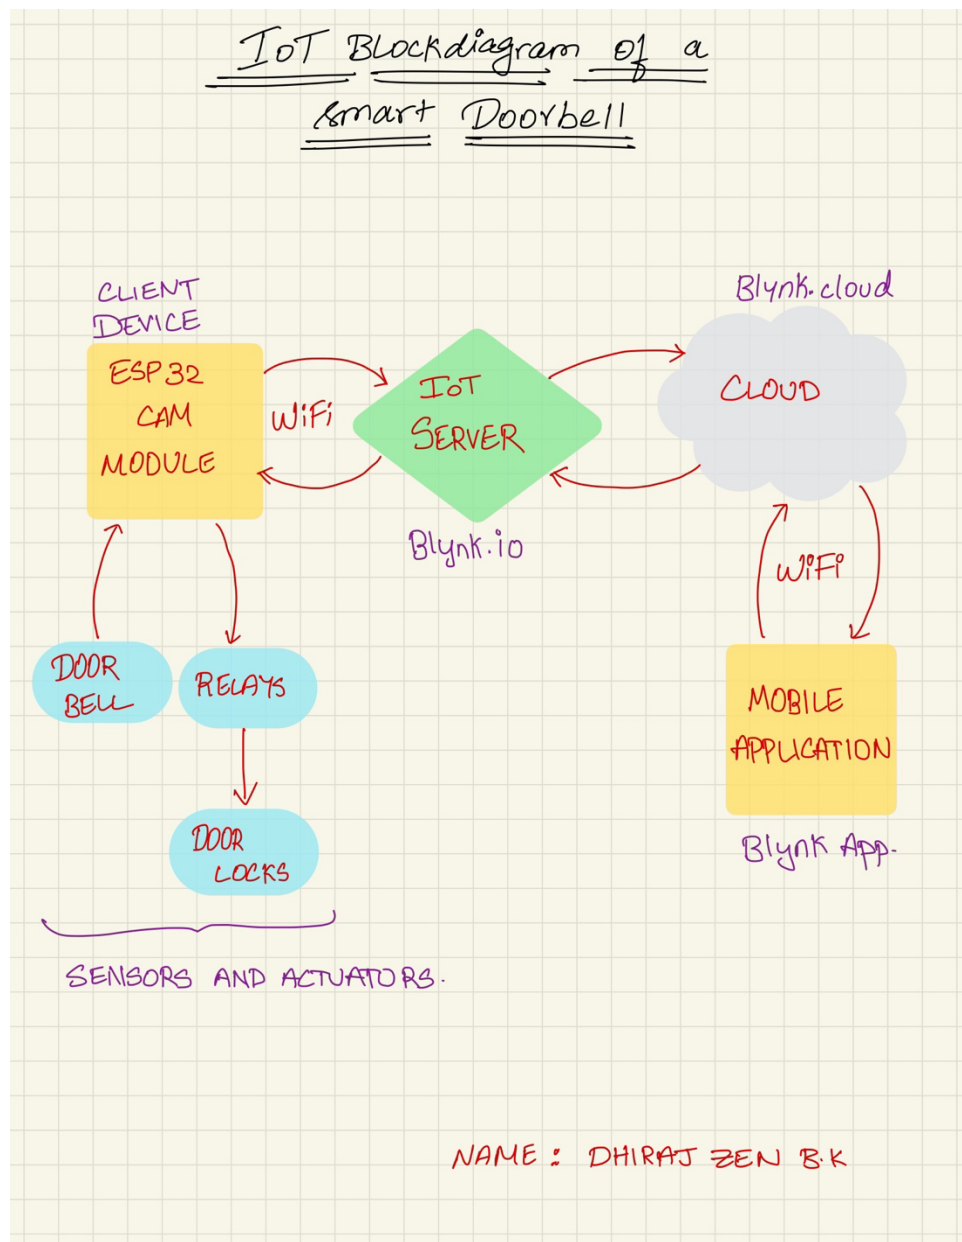 IoT Blockdiagram of a
smart Doorbell
CLIENT
DEVICE
ESP32
CAM
MODULE
WiFi
IoT
SERVER
Blynk.io
Blynk.cloud
CLOUD
WiFi
DOOR
BELL
RELAYS
DOOR
LOCKS
SENSORS AND ACTUATORS.
MOBILE
APPLICATION
Blynk App.
NAME : DHIRAJ ZEN B.K